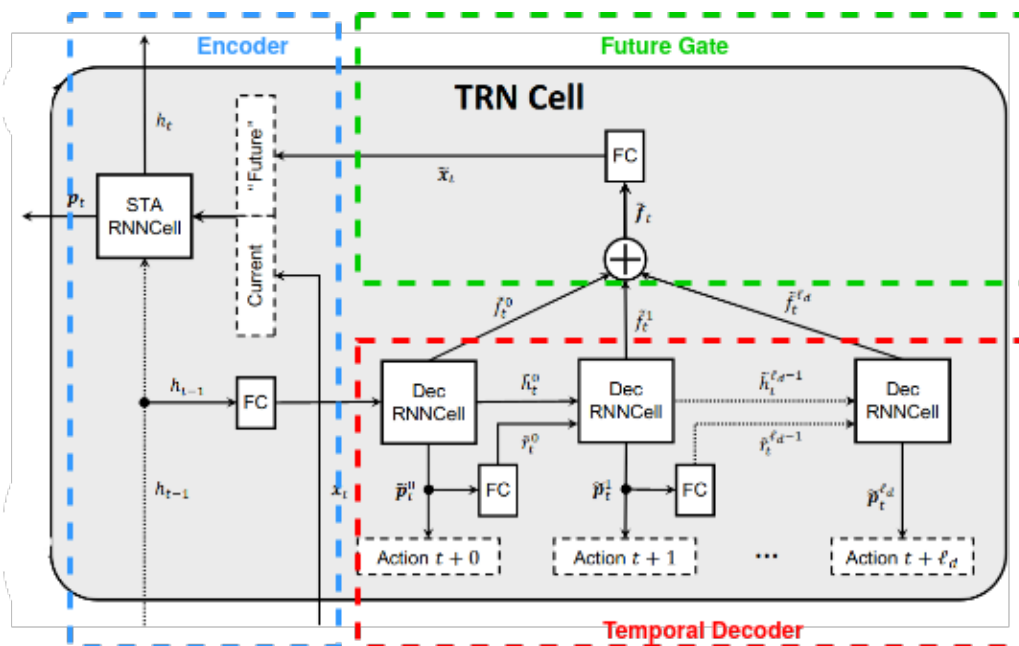 Encoder
Future Gate
TRN Cell
h_t
"Future"
FC
x̃_t
p_t
STA
RNNCell
f̃_t
Current
f̃_t^0
f̃_t^1
f̃_t^{ℓ_d}
h_{t-1}
FC
Dec
RNNCell
h̃_t^0
Dec
RNNCell
h̃_t^{ℓ_d-1}
Dec
RNNCell
r̃_t^0
r̃_t^{ℓ_d-1}
h_{t-1}
x_t
p̃_t^0
FC
p̃_t^1
FC
p̃_t^{ℓ_d}
Action t + 0
Action t + 1
...
Action t + ℓ_d
Temporal Decoder